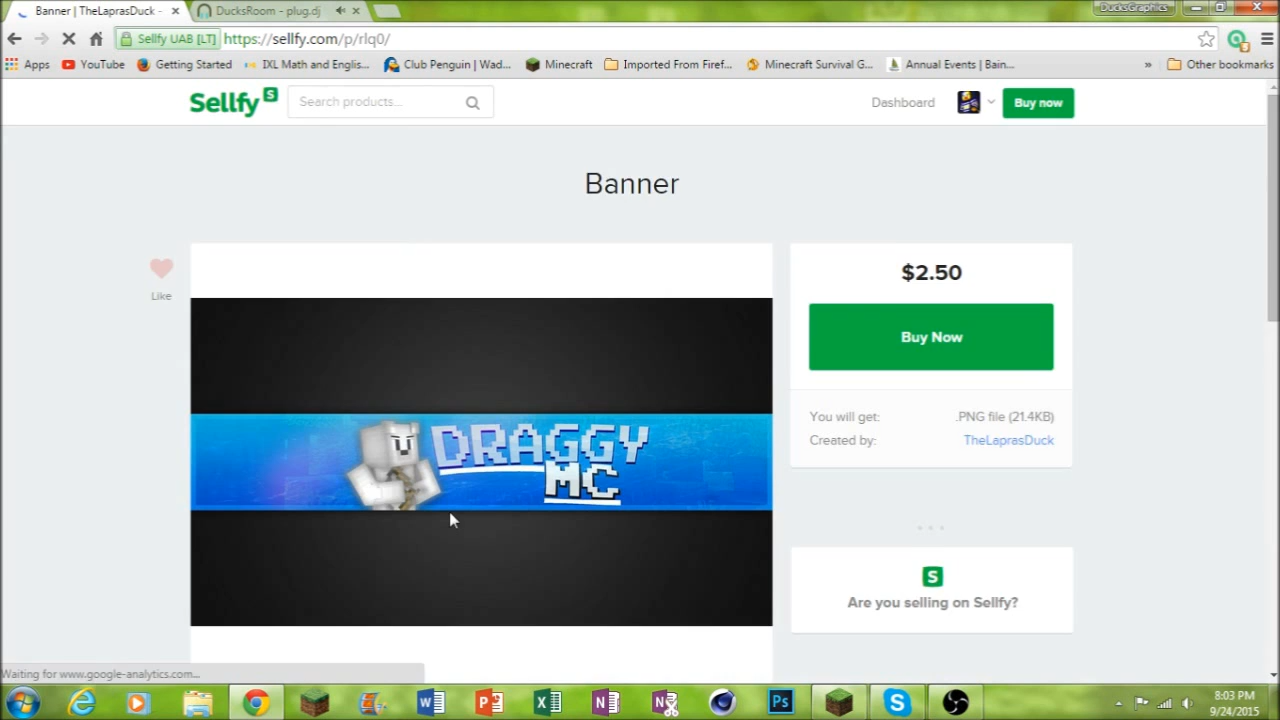 Banner | TheLaprasDuck -
DucksRoom - plug.dj
DucksGraphics
Sellfy UAB [LT]
https://sellfy.com/p/rlq0/
Apps
YouTube
Getting Started
IXL Math and Englis...
Club Penguin | Wad...
Minecraft
Imported From Firef...
Minecraft Survival G...
Annual Events | Bain...
»
Other bookmarks
Sellfy S
Search products...
Dashboard
Buy now
Banner
Like
$2.50
Buy Now
You will get: .PNG file (21.4KB)
Created by: TheLaprasDuck
DRAGGY
MC
S
Are you selling on Sellfy?
Waiting for www.google-analytics.com...
Ps
8:03 PM
9/24/2015